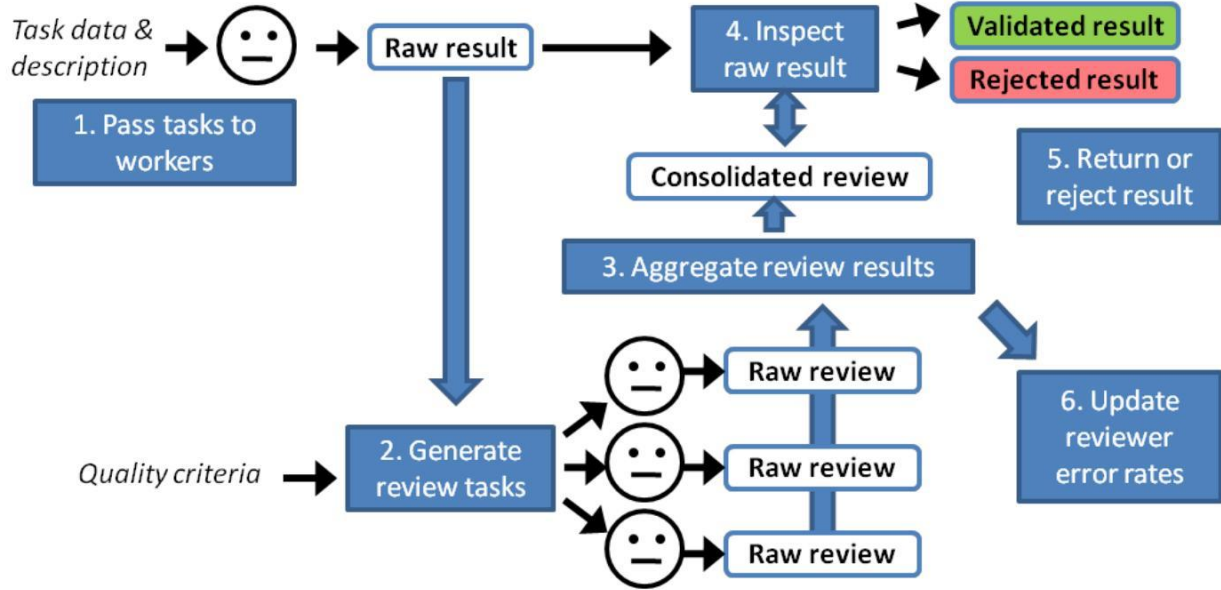 Task data &
description
Raw result
4. Inspect
raw result
Validated result
Rejected result
1. Pass tasks to
workers
Consolidated review
5. Return or
reject result
3. Aggregate review results
Raw review
6. Update
reviewer
error rates
Quality criteria
2. Generate
review tasks
Raw review
Raw review